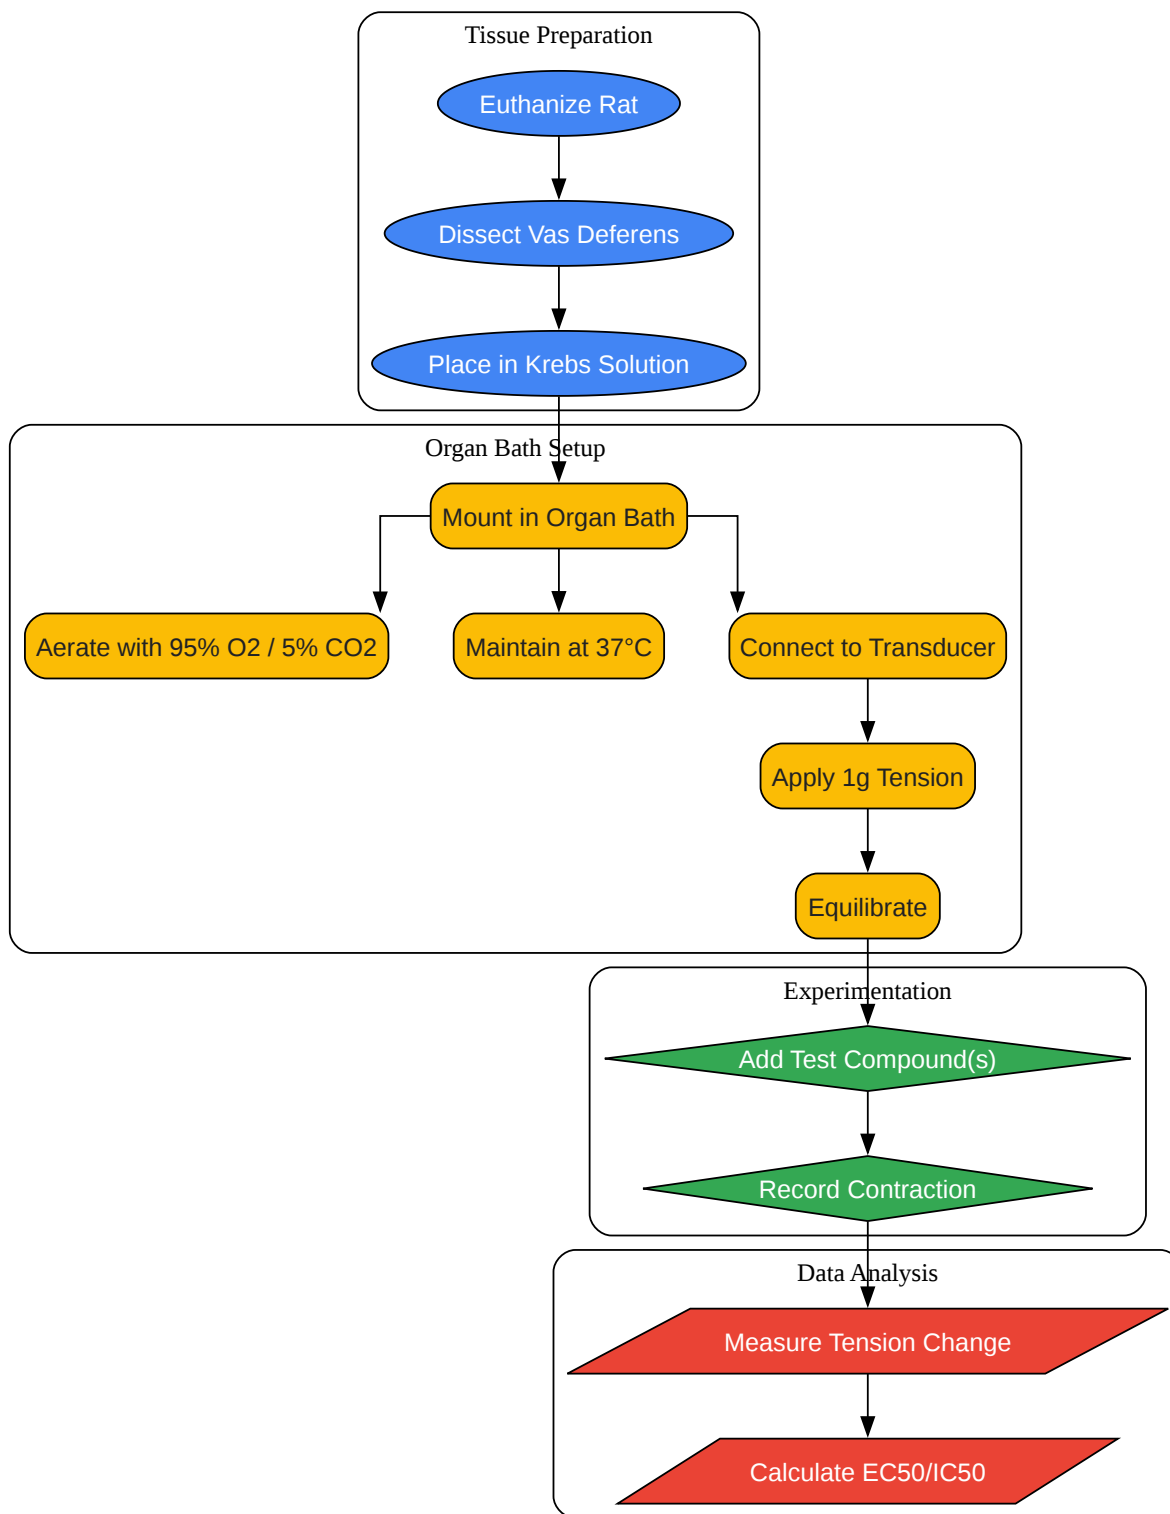 Tissue Preparation
Euthanize Rat
Dissect Vas Deferens
Place in Krebs Solution
Organ Bath Setup
Mount in Organ Bath
Aerate with 95% O2 / 5% CO2
Maintain at 37°C
Connect to Transducer
Apply 1g Tension
Equilibrate
Experimentation
Add Test Compound(s)
Record Contraction
Data Analysis
Measure Tension Change
Calculate EC50/IC50